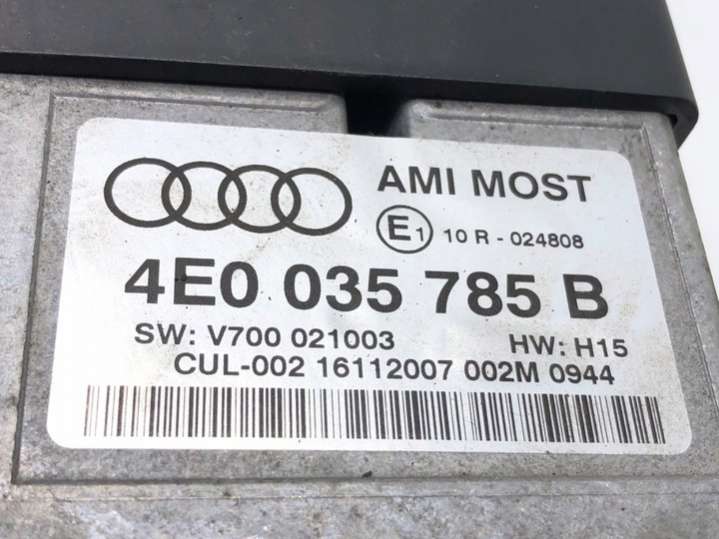 AMI MOST
E1 10 R - 024808
4E0 035 785 B
SW: V700 021003 HW: H15
CUL-002 16112007 002M 0944